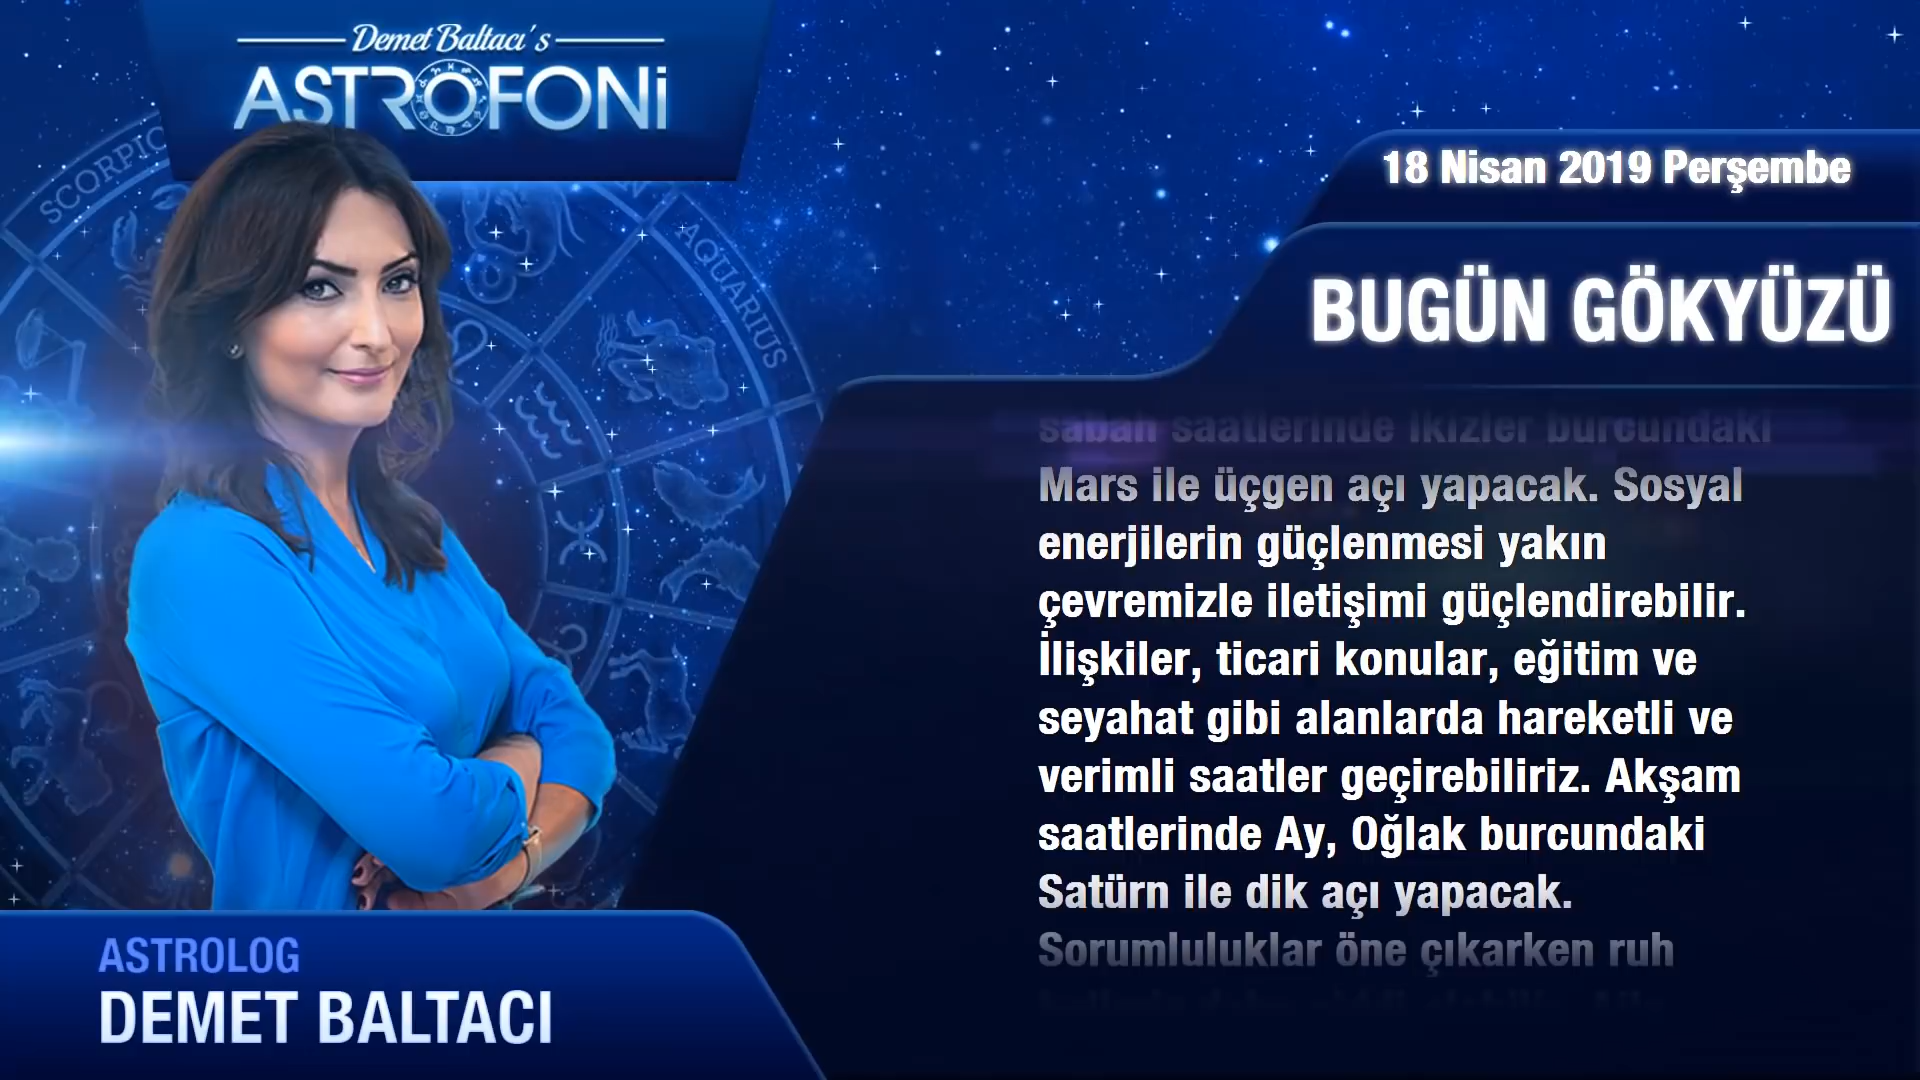 Demet Baltacı's
ASTROFONi
SCORPIO
AQUARIUS
18 Nisan 2019 Perşembe
BUGÜN GÖKYÜZÜ
sabah saatlerinde İkizler burcundaki
Mars ile üçgen açı yapacak. Sosyal
enerjilerin güçlenmesi yakın
çevremizle iletişimi güçlendirebilir.
İlişkiler, ticari konular, eğitim ve
seyahat gibi alanlarda hareketli ve
verimli saatler geçirebiliriz. Akşam
saatlerinde Ay, Oğlak burcundaki
Satürn ile dik açı yapacak.
Sorumluluklar öne çıkarken ruh
ASTROLOG
DEMET BALTACI